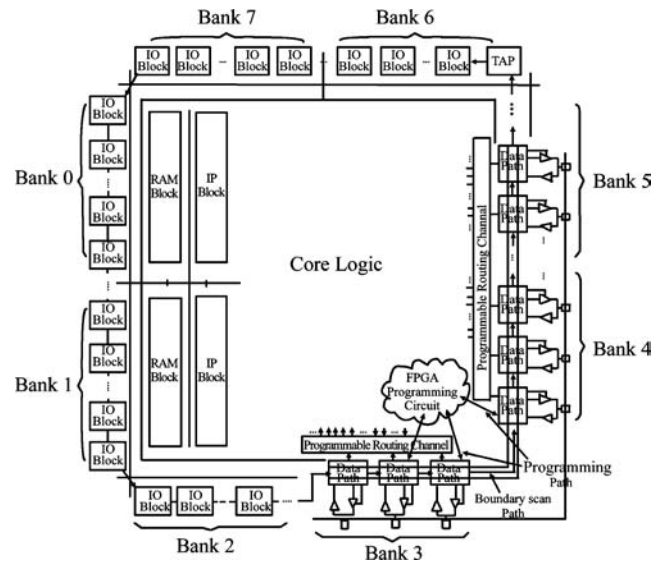 Bank 7
Bank 6
IO Block
IO Block
...
IO Block
IO Block
...
IO Block
IO Block
...
IO Block
TAP
IO Block
IO Block
IO Block
IO Block
Bank 0
RAM Block
IP Block
Core Logic
Programmable Routing Channel
Data Path
Data Path
Bank 5
IO Block
IO Block
IO Block
IO Block
Bank 1
RAM Block
IP Block
Data Path
Data Path
Data Path
Bank 4
FPGA
Programming
Circuit
Programmable Routing Channel
Programming
Path
IO Block
IO Block
IO Block
Data Path
Data Path
Data Path
Boundary scan
Path
Bank 2
Bank 3